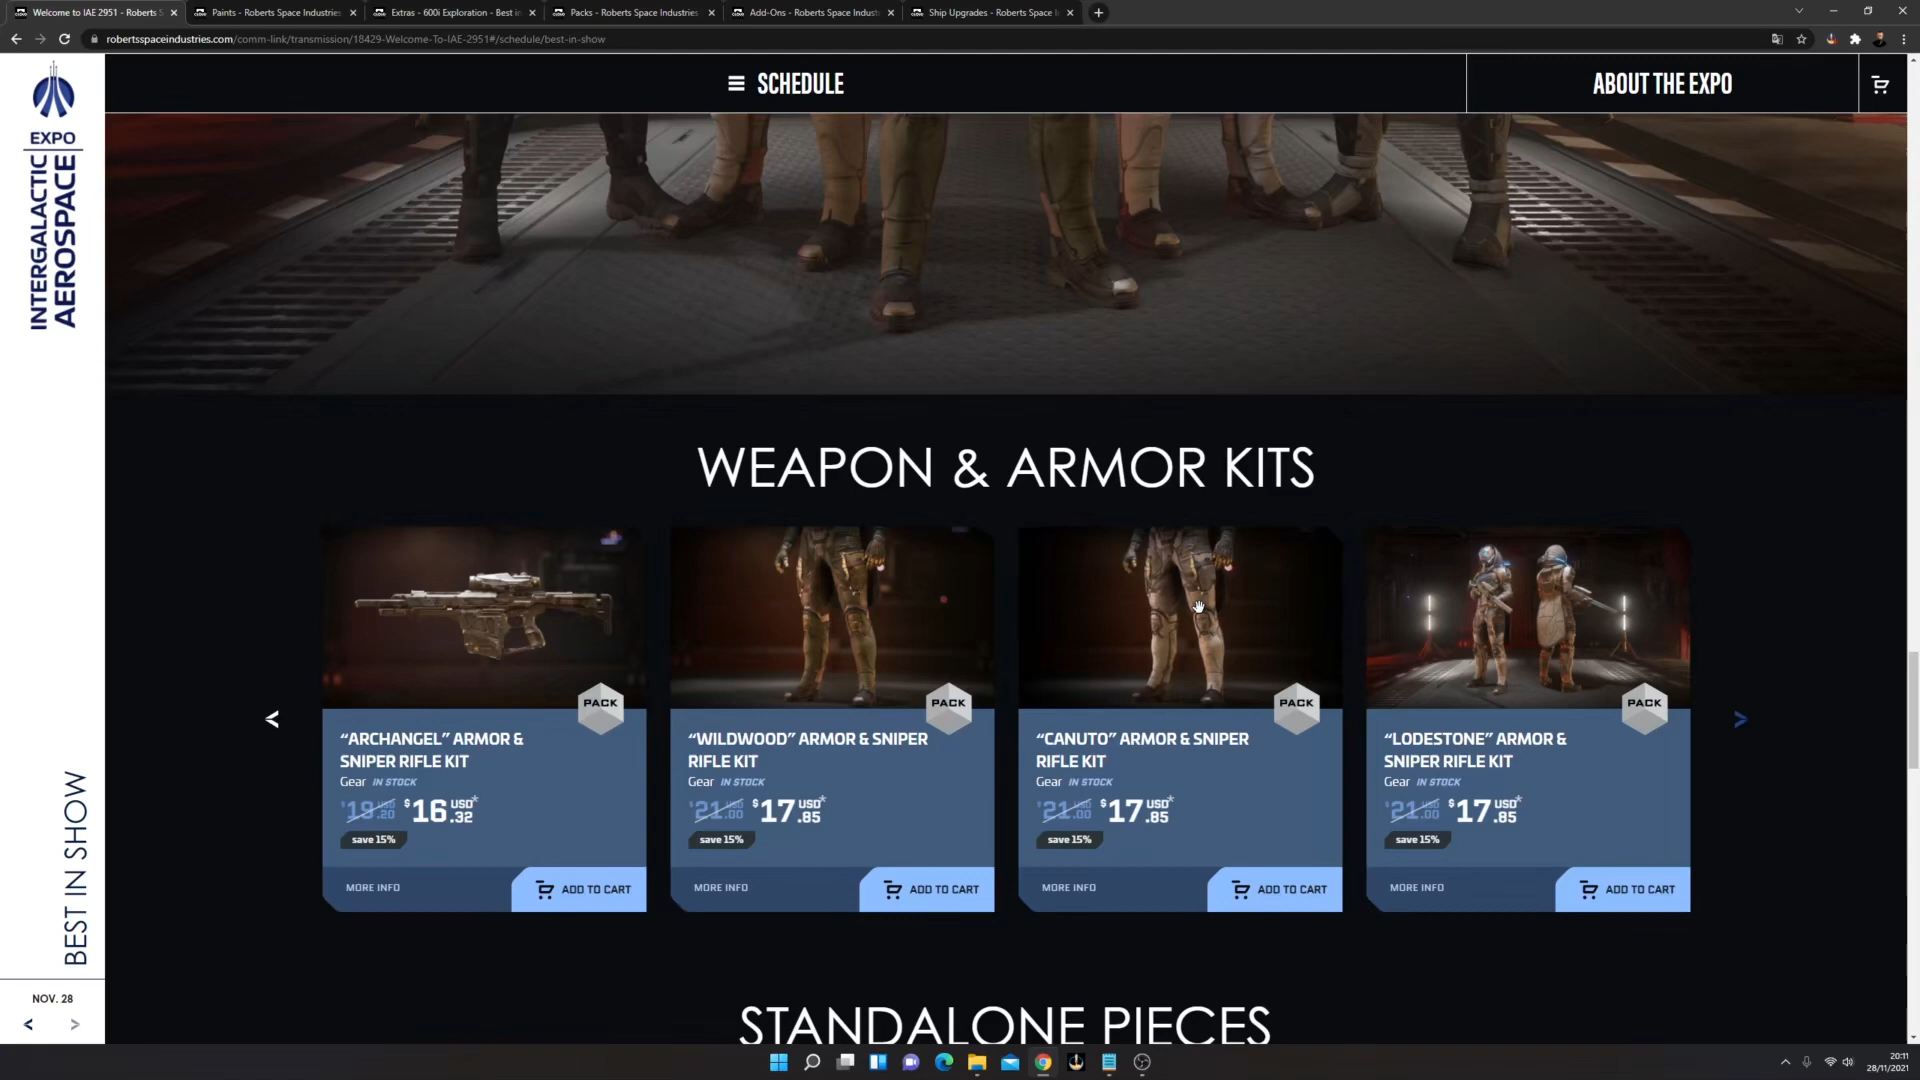 Welcome to IAE 2951 - Roberts S
Paints - Roberts Space Industries
Extras - 600i Exploration - Best in
Packs - Roberts Space Industries
Add-Ons - Roberts Space Indust
Ship Upgrades - Roberts Space I
robertsspaceindustries.com/comm-link/transmission/18429-Welcome-To-IAE-2951#/schedule/best-in-show
EXPO
INTERGALACTIC
AEROSPACE
BEST IN SHOW
NOV. 28
< >
SCHEDULE
ABOUT THE EXPO
WEAPON & ARMOR KITS
PACK
“ARCHANGEL” ARMOR &
SNIPER RIFLE KIT
Gear IN STOCK
$19.20 USD $16.32 USD*
save 15%
MORE INFO
ADD TO CART
PACK
“WILDWOOD” ARMOR & SNIPER
RIFLE KIT
Gear IN STOCK
$21.00 USD $17.85 USD*
save 15%
MORE INFO
ADD TO CART
PACK
“CANUTO” ARMOR & SNIPER
RIFLE KIT
Gear IN STOCK
$21.00 USD $17.85 USD*
save 15%
MORE INFO
ADD TO CART
PACK
“LODESTONE” ARMOR &
SNIPER RIFLE KIT
Gear IN STOCK
$21.00 USD $17.85 USD*
save 15%
MORE INFO
ADD TO CART
STANDALONE PIECES
20:11
28/11/2021